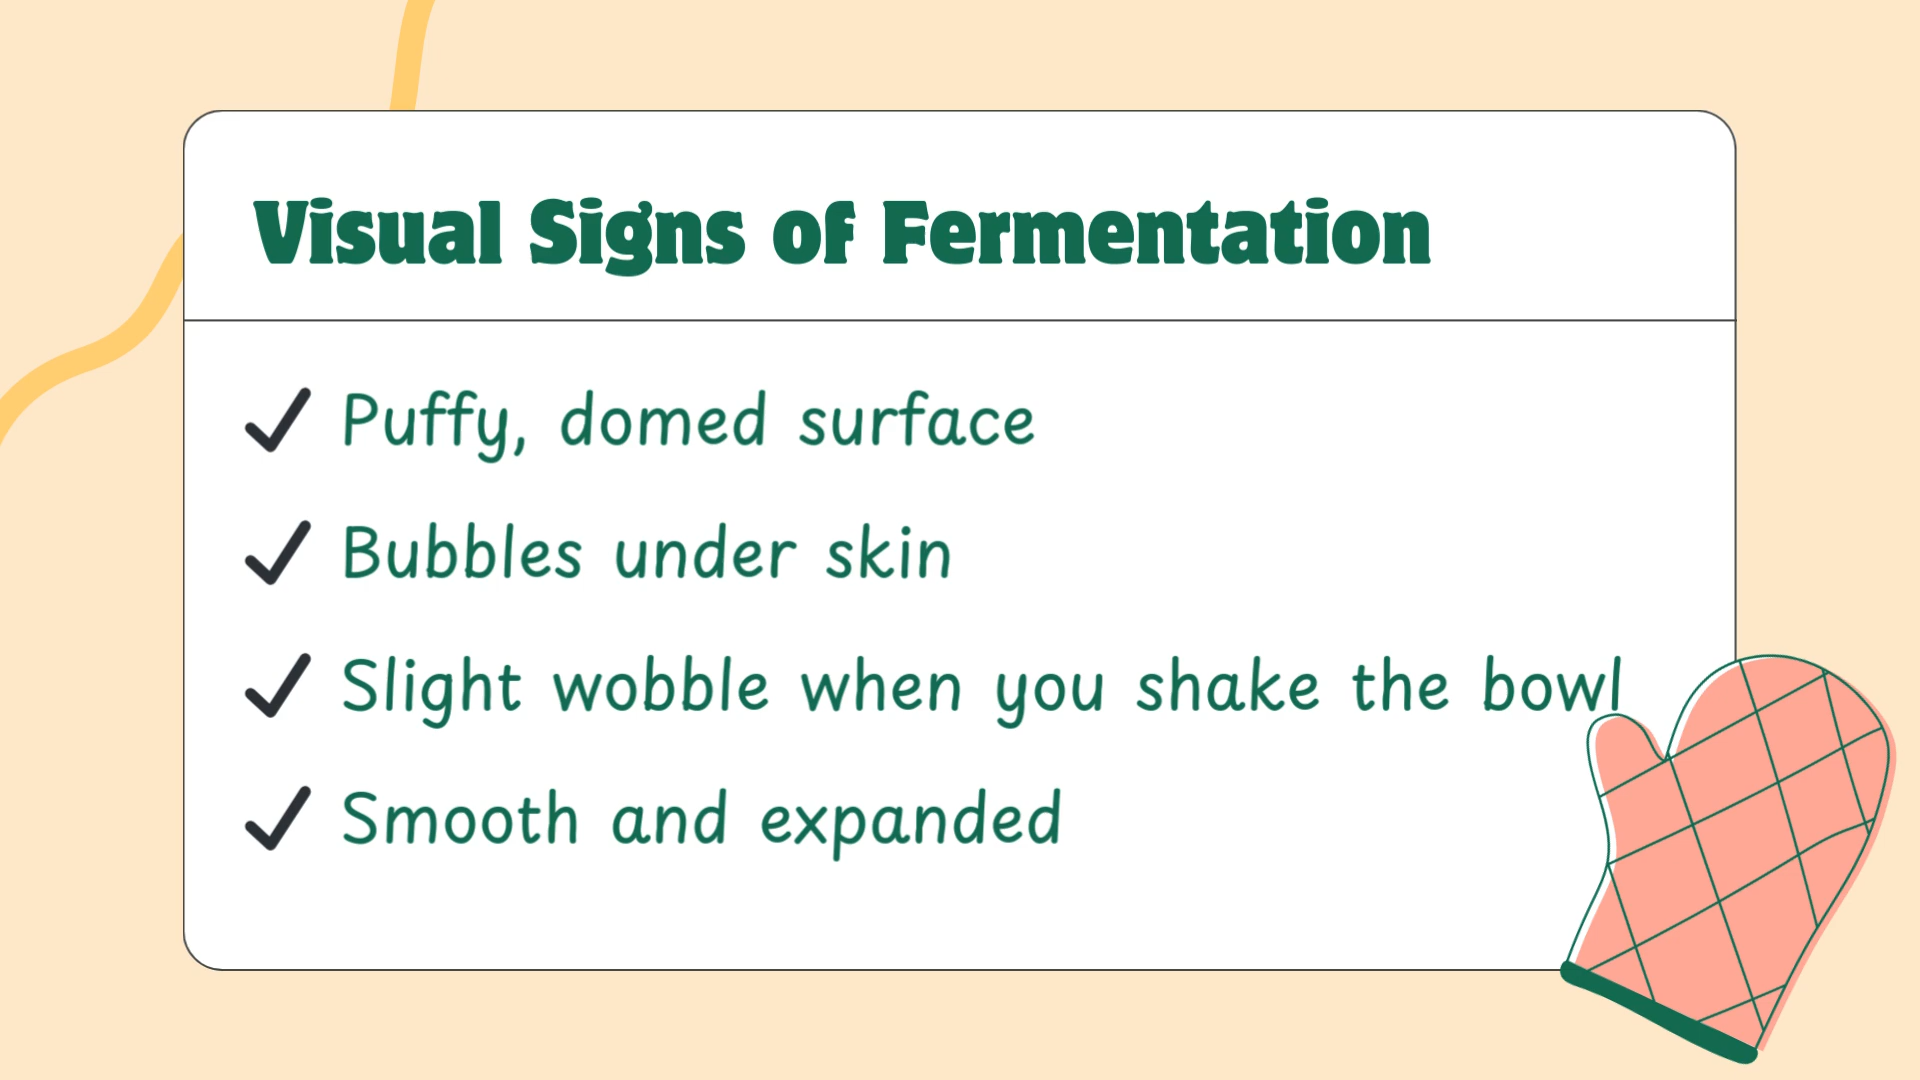 Visual Signs of Fermentation
✓ Puffy, domed surface
✓ Bubbles under skin
✓ Slight wobble when you shake the bowl
✓ Smooth and expanded